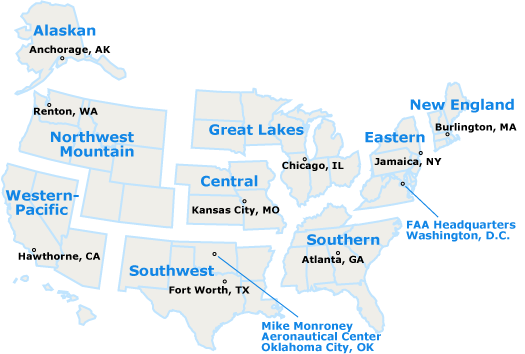 Alaskan
Anchorage, AK
New England
Renton, WA
Burlington, MA
Great Lakes
Northwest
Mountain
Eastern
Jamaica, NY
Chicago, IL
Central
Western-
Pacific
Kansas City, MO
FAA Headquarters
Washington, D.C.
Southern
Hawthorne, CA
Atlanta, GA
Southwest
Fort Worth, TX
Mike Monroney
Aeronautical Center
Oklahoma City, OK